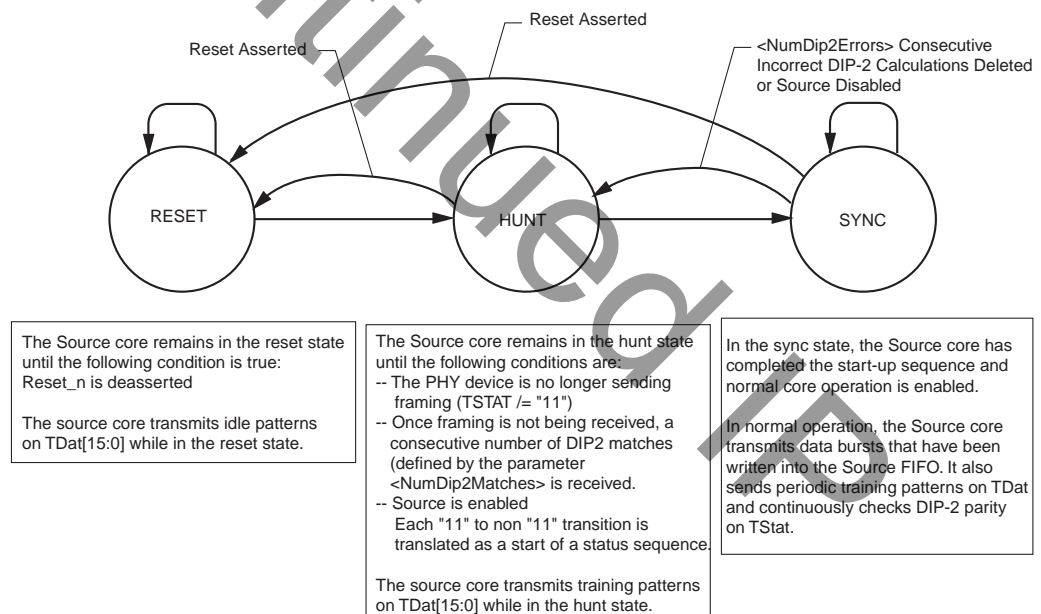 Reset Asserted
Reset Asserted
<NumDip2Errors> Consecutive
Incorrect DIP-2 Calculations Deleted
or Source Disabled
RESET
HUNT
SYNC
The Source core remains in the reset state
until the following condition is true:
Reset_n is deasserted
The source core transmits idle patterns
on TDat[15:0] while in the reset state.
The Source core remains in the hunt state
until the following conditions are:
-- The PHY device is no longer sending
framing (TSTAT /= "11")
-- Once framing is not being received, a
consecutive number of DIP2 matches
(defined by the parameter
<NumDip2Matches> is received.
-- Source is enabled
Each "11" to non "11" transition is
translated as a start of a status sequence.
The source core transmits training patterns
on TDat[15:0] while in the hunt state.
In the sync state, the Source core has
completed the start-up sequence and
normal core operation is enabled.
In normal operation, the Source core
transmits data bursts that have been
written into the Source FIFO. It also
sends periodic training patterns on TDat
and continuously checks DIP-2 parity
on TStat.
tinued IP